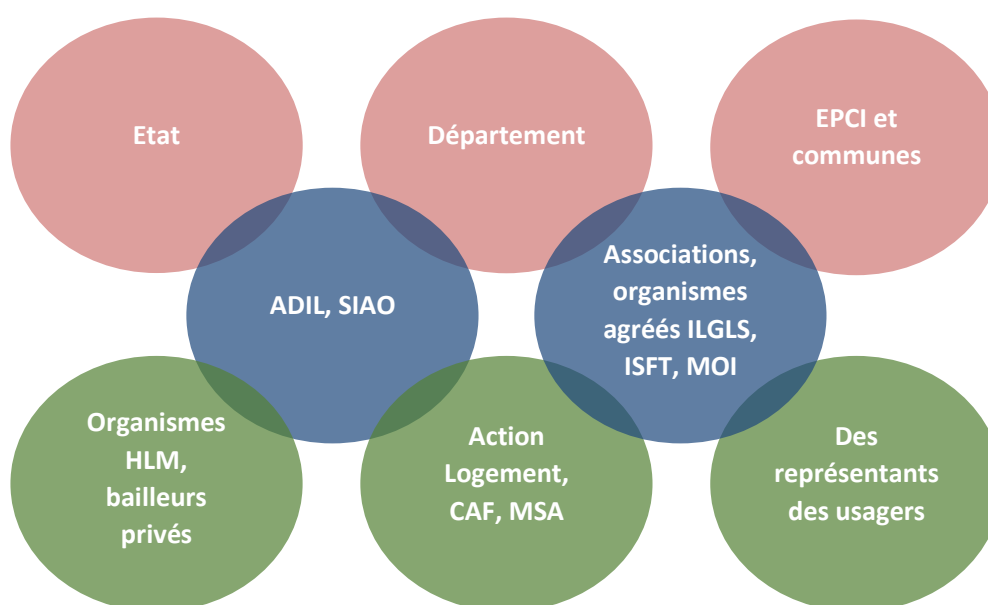 Etat
Département
EPCI et
communes
ADIL, SIAO
Associations,
organismes
agréés ILGLS,
ISFT, MOI
Organismes
HLM,
bailleurs
privés
Action
Logement,
CAF, MSA
Des
représentants
des usagers